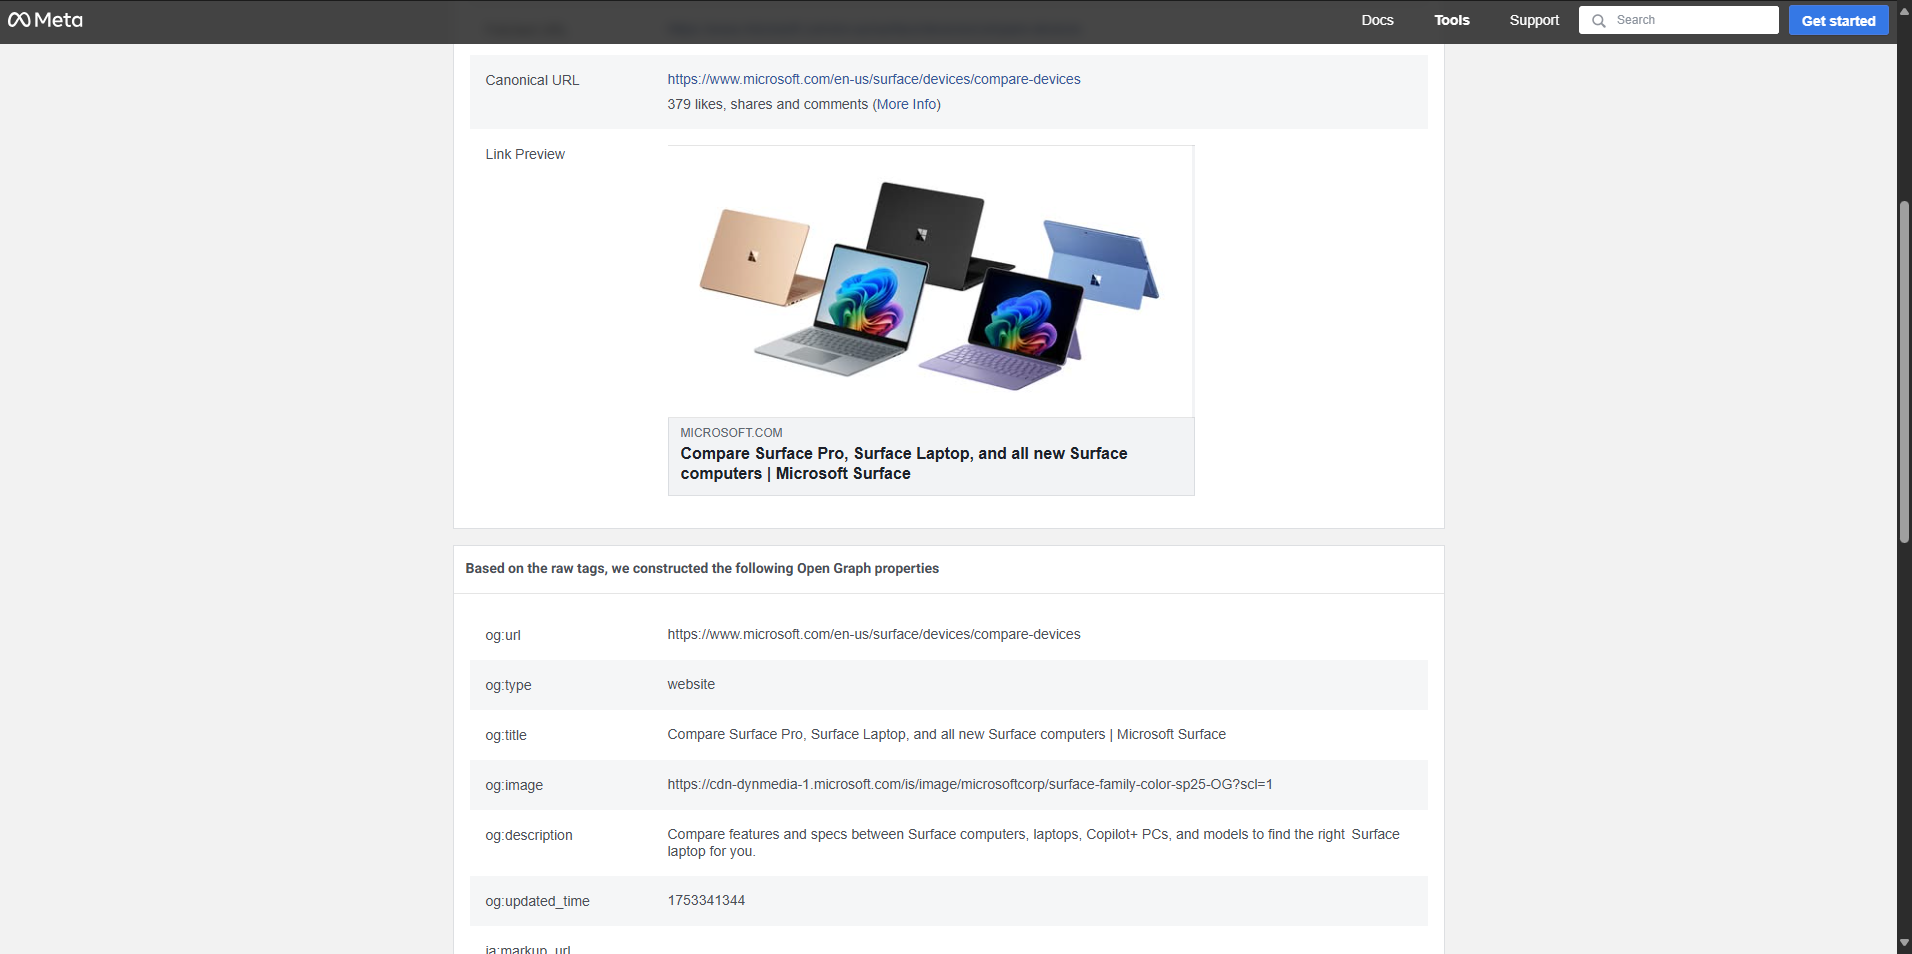 Meta
Docs
Tools
Support
Search
Get started
Canonical URL
https://www.microsoft.com/en-us/surface/devices/compare-devices
379 likes, shares and comments (More Info)
Link Preview
MICROSOFT.COM
Compare Surface Pro, Surface Laptop, and all new Surface
computers | Microsoft Surface
Based on the raw tags, we constructed the following Open Graph properties
og:url
https://www.microsoft.com/en-us/surface/devices/compare-devices
og:type
website
og:title
Compare Surface Pro, Surface Laptop, and all new Surface computers | Microsoft Surface
og:image
https://cdn-dynmedia-1.microsoft.com/is/image/microsoftcorp/surface-family-color-sp25-OG?scl=1
og:description
Compare features and specs between Surface computers, laptops, Copilot+ PCs, and models to find the right Surface
laptop for you.
og:updated_time
1753341344
ia:markup_url